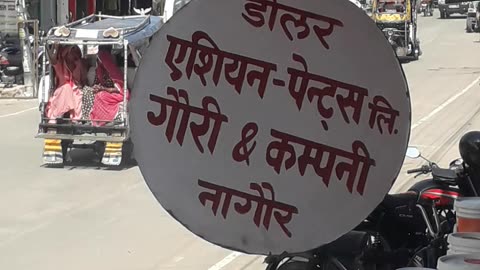 डीलर
एशियन-पेन्ट्स लि.
गौरी & कम्पनी
नागौर